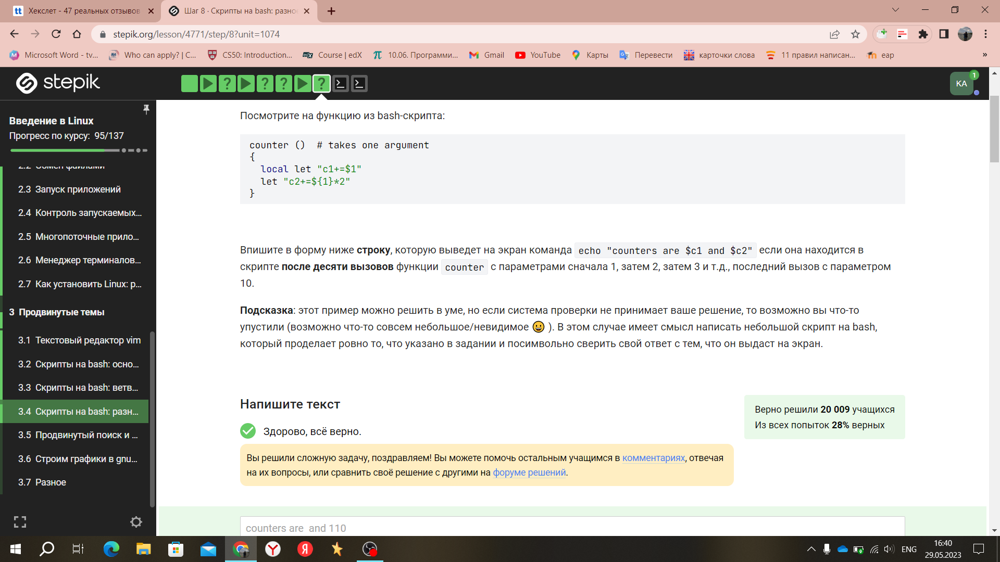 Хекслет - 47 реальных отзывов
Шаг 8 · Скрипты на bash: разно
stepik.org/lesson/4771/step/8?unit=1074
Microsoft Word - tv...
Who can apply? | C...
CS50: Introduction...
edX
Course | edX
10.06. Программи...
Gmail
YouTube
Карты
Перевести
карточки слова
11 правил написан...
eap
»
stepik
KA
1
Введение в Linux
Прогресс по курсу: 95/137
2.2 Обмен файлами
2.3 Запуск приложений
2.4 Контроль запускаемых...
2.5 Многопоточные прило...
2.6 Менеджер терминалов...
2.7 Как установить Linux: р...
3 Продвинутые темы
3.1 Текстовый редактор vim
3.2 Скрипты на bash: осно...
3.3 Скрипты на bash: ветв...
3.4 Скрипты на bash: разн...
3.5 Продвинутый поиск и ...
3.6 Строим графики в gnu...
3.7 Разное
Посмотрите на функцию из bash-скрипта:
counter ()  # takes one argument
{
  local let "c1+=$1"
  let "c2+=${1}*2"
}
Впишите в форму ниже строку, которую выведет на экран команда echo "counters are $c1 and $c2" если она находится в
скрипте после десяти вызовов функции counter с параметрами сначала 1, затем 2, затем 3 и т.д., последний вызов с параметром
10.
Подсказка: этот пример можно решить в уме, но если система проверки не принимает ваше решение, то возможно вы что-то
упустили (возможно что-то совсем небольшое/невидимое 😀 ). В этом случае имеет смысл написать небольшой скрипт на bash,
который проделает ровно то, что указано в задании и посимвольно сверить свой ответ с тем, что он выдаст на экран.
Напишите текст
Здорово, всё верно.
Верно решили 20 009 учащихся
Из всех попыток 28% верных
Вы решили сложную задачу, поздравляем! Вы можете помочь остальным учащимся в комментариях, отвечая
на их вопросы, или сравнить своё решение с другими на форуме решений.
counters are  and 110
ENG
16:40
29.05.2023